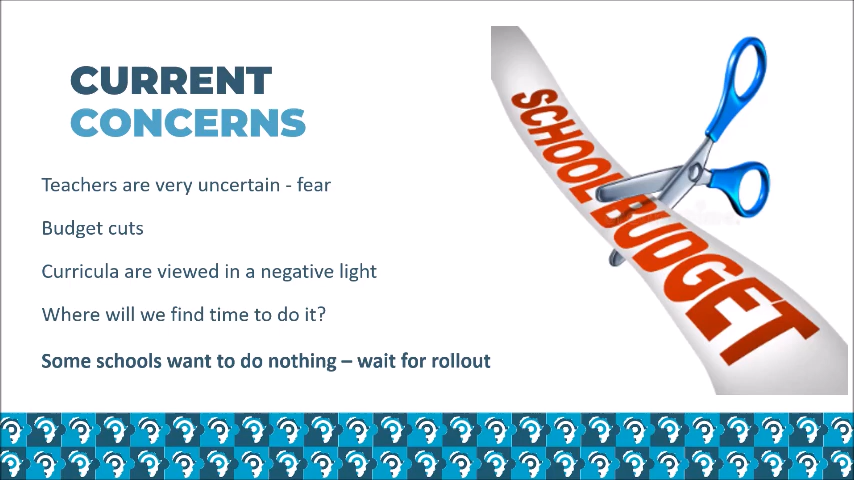 CURRENT
CONCERNS
Teachers are very uncertain - fear
Budget cuts
Curricula are viewed in a negative light
Where will we find time to do it?
Some schools want to do nothing – wait for rollout
SCHOOL BUDGET